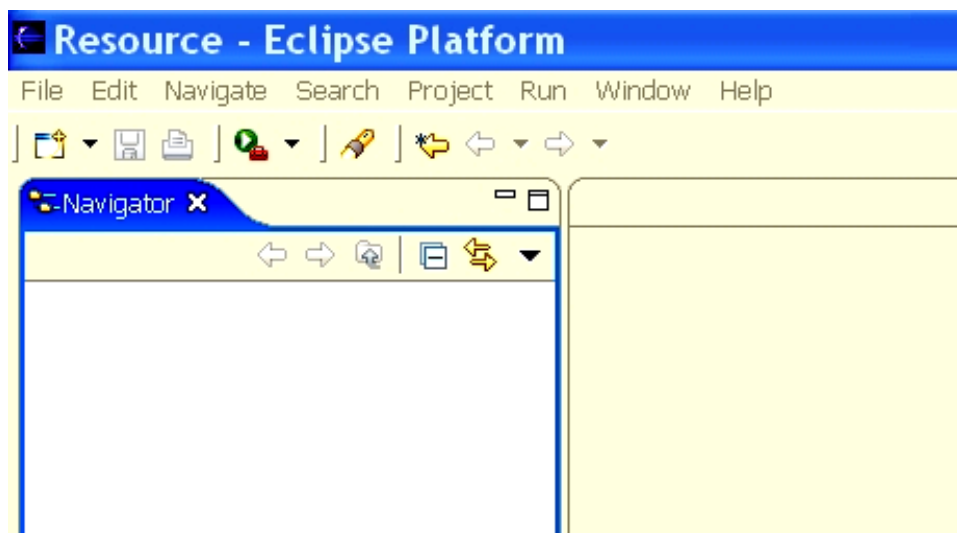 Resource - Eclipse Platform
File Edit Navigate Search Project Run Window Help
Navigator